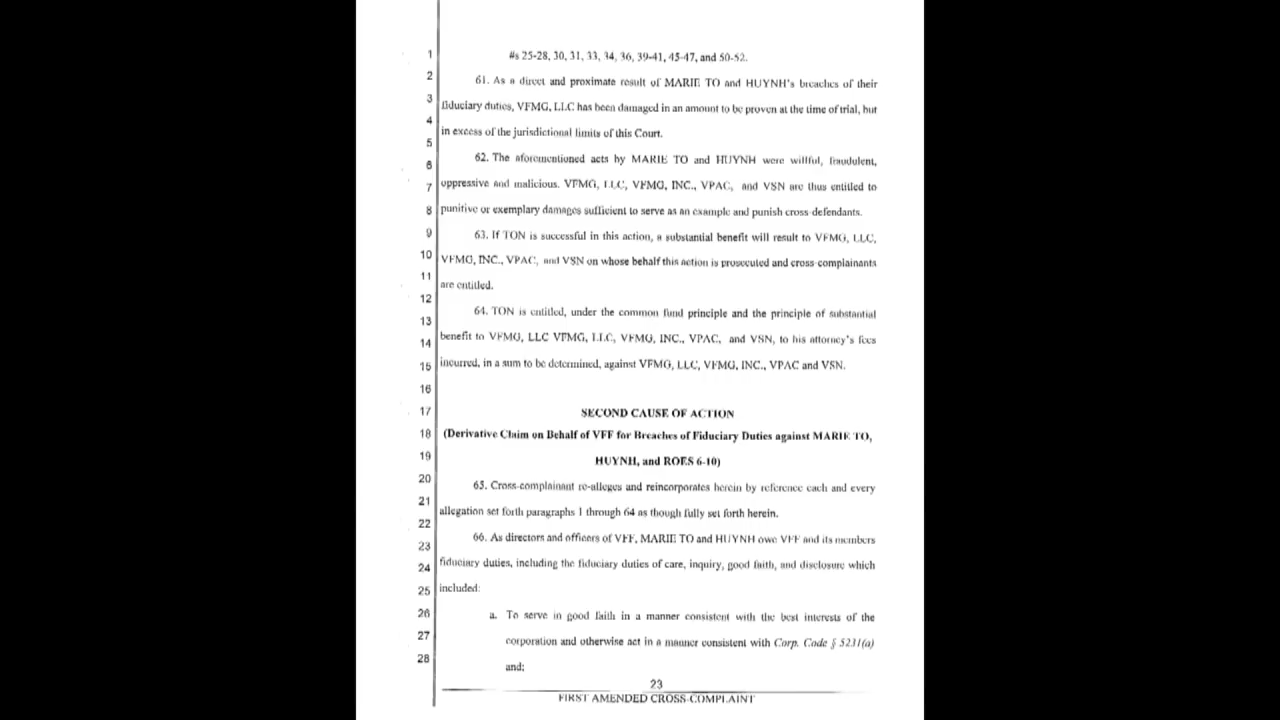 1 #s 25-28, 30, 31, 33, 34, 36, 39-41, 45-47, and 50-52.
2 61. As a direct and proximate result of MARIE TO and HUYNH's breaches of their
3 fiduciary duties, VFMG, LLC has been damaged in an amount to be proven at the time of trial, but
4
5 in excess of the jurisdictional limits of this Court.
6 62. The aforementioned acts by MARIE TO and HUYNH were willful, fraudulent,
7 oppressive and malicious. VFMG, LLC, VFMG, INC., VPAC, and VSN are thus entitled to
8 punitive or exemplary damages sufficient to serve as an example and punish cross-defendants.
9 63. If TON is successful in this action, a substantial benefit will result to VFMG, LLC,
10 VFMG, INC., VPAC, and VSN on whose behalf this action is prosecuted and cross-complainants
11 are entitled.
12
13 64. TON is entitled, under the common fund principle and the principle of substantial
14 benefit to VFMG, LLC VFMG, LLC, VFMG, INC., VPAC, and VSN, to his attorney's fees
15 incurred, in a sum to be determined, against VFMG, LLC, VFMG, INC., VPAC and VSN.
16
17 SECOND CAUSE OF ACTION
18 (Derivative Claim on Behalf of VFF for Breaches of Fiduciary Duties against MARIE TO,
19 HUYNH, and ROES 6-10)
20 65. Cross-complainant re-alleges and reincorporates herein by reference each and every
21 allegation set forth paragraphs 1 through 64 as though fully set forth herein.
22
23 66. As directors and officers of VFF, MARIE TO and HUYNH owe VFF and its members
24 fiduciary duties, including the fiduciary duties of care, inquiry, good faith, and disclosure which
25 included:
26 a. To serve in good faith in a manner consistent with the best interests of the
27 corporation and otherwise act in a manner consistent with Corp. Code § 5231(a)
28 and;
23
FIRST AMENDED CROSS-COMPLAINT